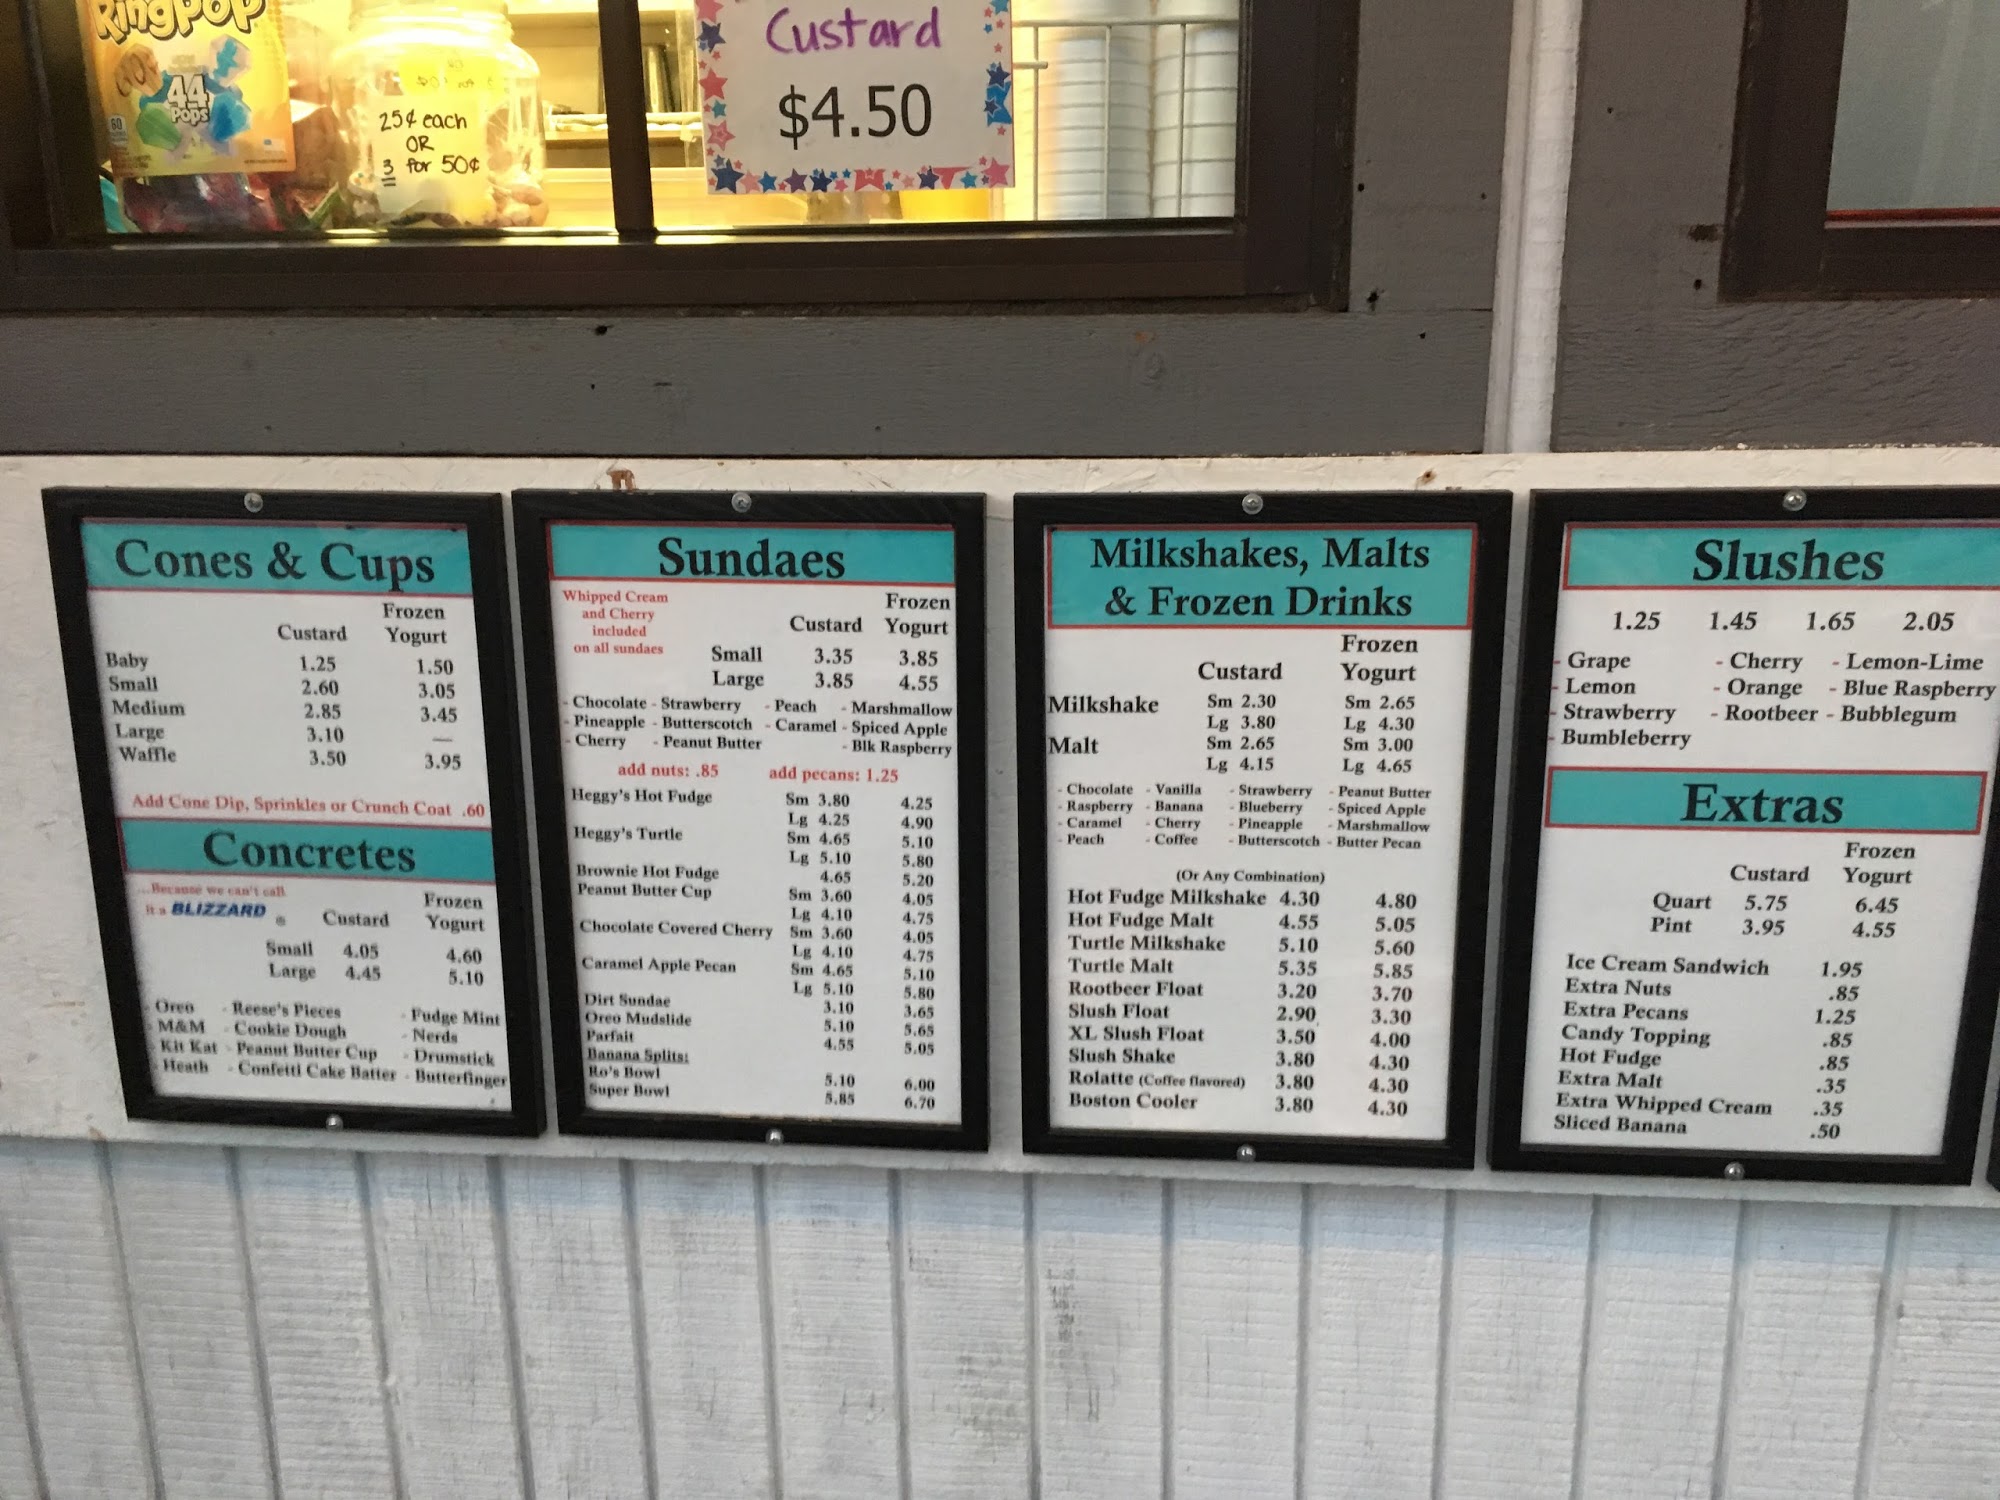 RingPop
44
Pops
25¢ each
OR
3 for 50¢
Custard
$4.50
Cones & Cups
Custard Frozen Yogurt
Baby 1.25 1.50
Small 2.60 3.05
Medium 2.85 3.45
Large 3.10 —
Waffle 3.50 3.95
Add Cone Dip, Sprinkles or Crunch Coat .60
Concretes
...Because we can't call
it a BLIZZARD ®
Custard Frozen Yogurt
Small 4.05 4.60
Large 4.45 5.10
- Oreo - Reese's Pieces - Fudge Mint
- M&M - Cookie Dough - Nerds
- Kit Kat - Peanut Butter Cup - Drumstick
- Heath - Confetti Cake Batter - Butterfinger
Sundaes
Whipped Cream
and Cherry
included
on all sundaes
Custard Frozen Yogurt
Small 3.35 3.85
Large 3.85 4.55
- Chocolate - Strawberry - Peach - Marshmallow
- Pineapple - Butterscotch - Caramel - Spiced Apple
- Cherry - Peanut Butter - Blk Raspberry
add nuts: .85 add pecans: 1.25
Heggy's Hot Fudge Sm 3.80 4.25
Lg 4.25 4.90
Heggy's Turtle Sm 4.65 5.10
Lg 5.10 5.80
Brownie Hot Fudge 4.65 5.20
Peanut Butter Cup Sm 3.60 4.05
Lg 4.10 4.75
Chocolate Covered Cherry Sm 3.60 4.05
Lg 4.10 4.75
Caramel Apple Pecan Sm 4.65 5.10
Lg 5.10 5.80
Dirt Sundae 3.10 3.65
Oreo Mudslide 5.10 5.65
Parfait 4.55 5.05
Banana Splits:
Ro's Bowl 5.10 6.00
Super Bowl 5.85 6.70
Milkshakes, Malts
& Frozen Drinks
Custard Frozen Yogurt
Milkshake Sm 2.30 Sm 2.65
Lg 3.80 Lg 4.30
Malt Sm 2.65 Sm 3.00
Lg 4.15 Lg 4.65
- Chocolate - Vanilla - Strawberry - Peanut Butter
- Raspberry - Banana - Blueberry - Spiced Apple
- Caramel - Cherry - Pineapple - Marshmallow
- Peach - Coffee - Butterscotch - Butter Pecan
(Or Any Combination)
Hot Fudge Milkshake 4.30 4.80
Hot Fudge Malt 4.55 5.05
Turtle Milkshake 5.10 5.60
Turtle Malt 5.35 5.85
Rootbeer Float 3.20 3.70
Slush Float 2.90 3.30
XL Slush Float 3.50 4.00
Slush Shake 3.80 4.30
Rolatte (Coffee flavored) 3.80 4.30
Boston Cooler 3.80 4.30
Slushes
1.25 1.45 1.65 2.05
- Grape - Cherry - Lemon-Lime
- Lemon - Orange - Blue Raspberry
- Strawberry - Rootbeer - Bubblegum
- Bumbleberry
Extras
Custard Frozen Yogurt
Quart 5.75 6.45
Pint 3.95 4.55
Ice Cream Sandwich 1.95
Extra Nuts .85
Extra Pecans 1.25
Candy Topping .85
Hot Fudge .85
Extra Malt .35
Extra Whipped Cream .35
Sliced Banana .50